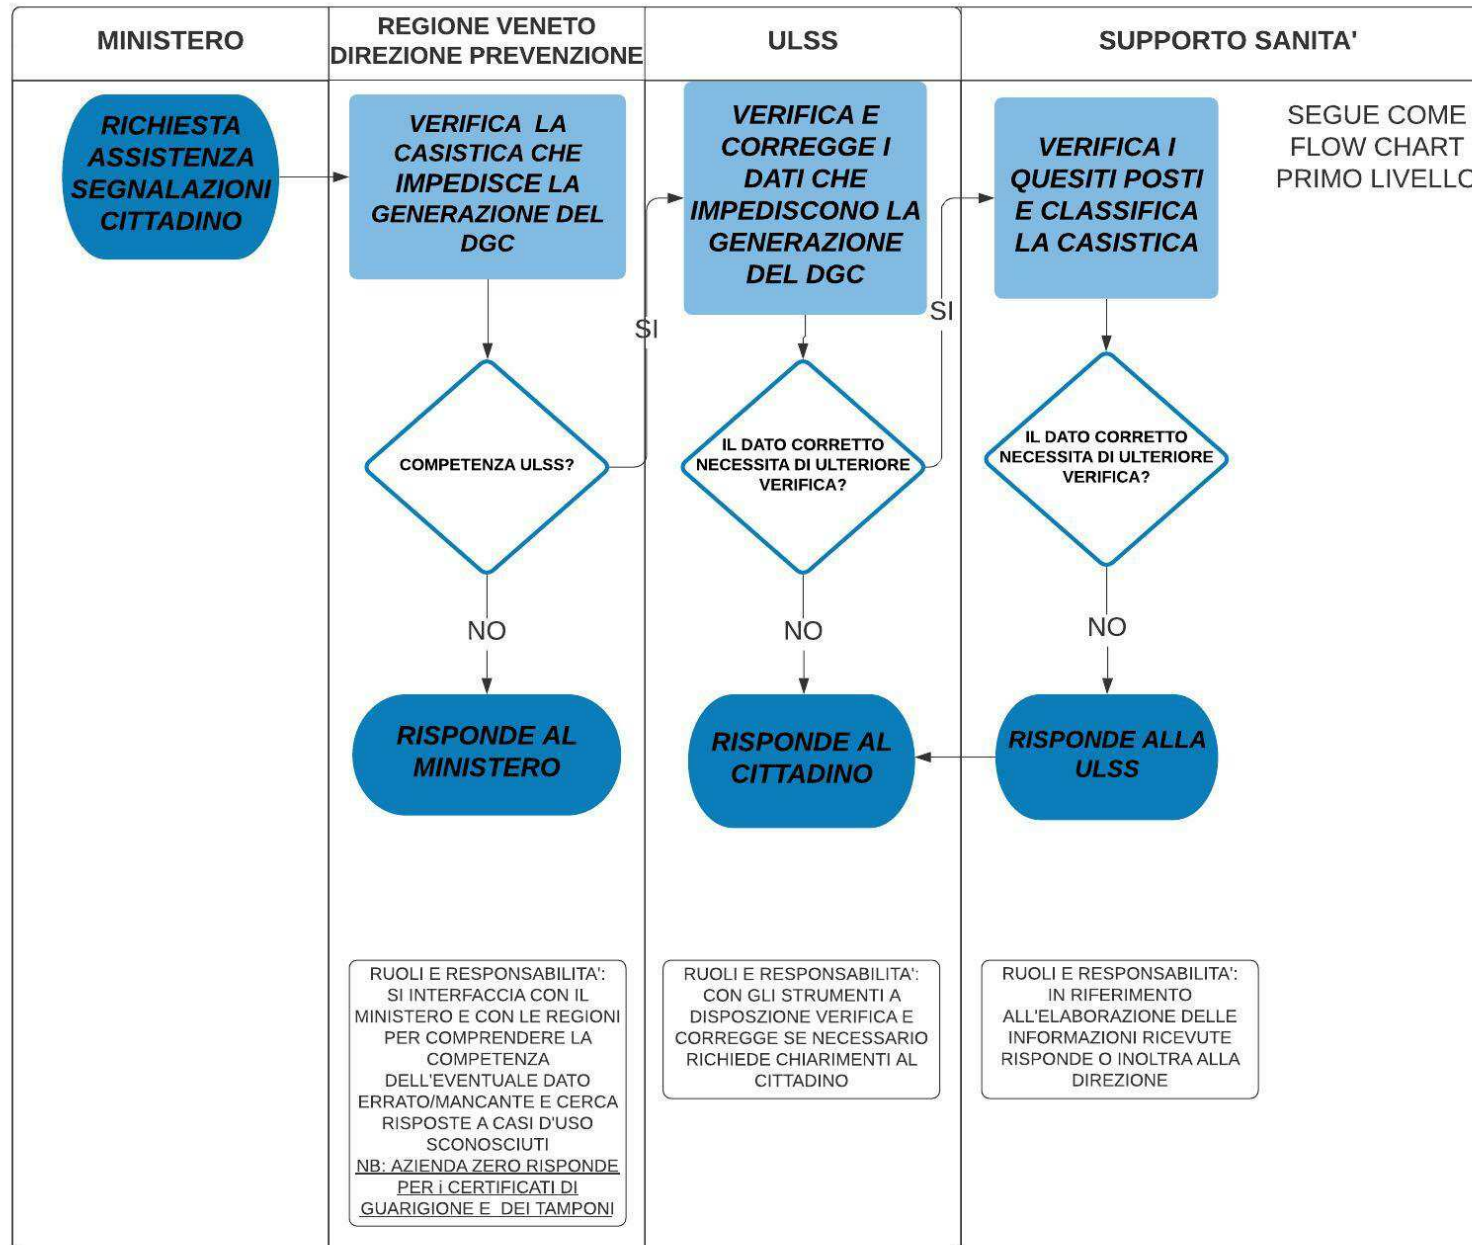 MINISTERO
REGIONE VENETO
DIREZIONE PREVENZIONE
ULSS
SUPPORTO SANITA'
RICHIESTA
ASSISTENZA
SEGNALAZIONI
CITTADINO
VERIFICA LA
CASISTICA CHE
IMPEDISCE LA
GENERAZIONE DEL
DGC
VERIFICA E
CORREGGE I
DATI CHE
IMPEDISCONO LA
GENERAZIONE
DEL DGC
VERIFICA I
QUESITI POSTI
E CLASSIFICA
LA CASISTICA
SEGUE COME
FLOW CHART
PRIMO LIVELLO
SI
SI
COMPETENZA ULSS?
IL DATO CORRETTO
NECESSITA DI ULTERIORE
VERIFICA?
IL DATO CORRETTO
NECESSITA DI ULTERIORE
VERIFICA?
NO
NO
NO
RISPONDE AL
MINISTERO
RISPONDE AL
CITTADINO
RISPONDE ALLA
ULSS
RUOLI E RESPONSABILITA':
SI INTERFACCIA CON IL
MINISTERO E CON LE REGIONI
PER COMPRENDERE LA
COMPETENZA
DELL'EVENTUALE DATO
ERRATO/MANCANTE E CERCA
RISPOSTE A CASI D'USO
SCONOSCIUTI
NB: AZIENDA ZERO RISPONDE
PER i CERTIFICATI DI
GUARIGIONE E DEI TAMPONI
RUOLI E RESPONSABILITA':
CON GLI STRUMENTI A
DISPOSZIONE VERIFICA E
CORREGGE SE NECESSARIO
RICHIEDE CHIARIMENTI AL
CITTADINO
RUOLI E RESPONSABILITA':
IN RIFERIMENTO
ALL'ELABORAZIONE DELLE
INFORMAZIONI RICEVUTE
RISPONDE O INOLTRA ALLA
DIREZIONE